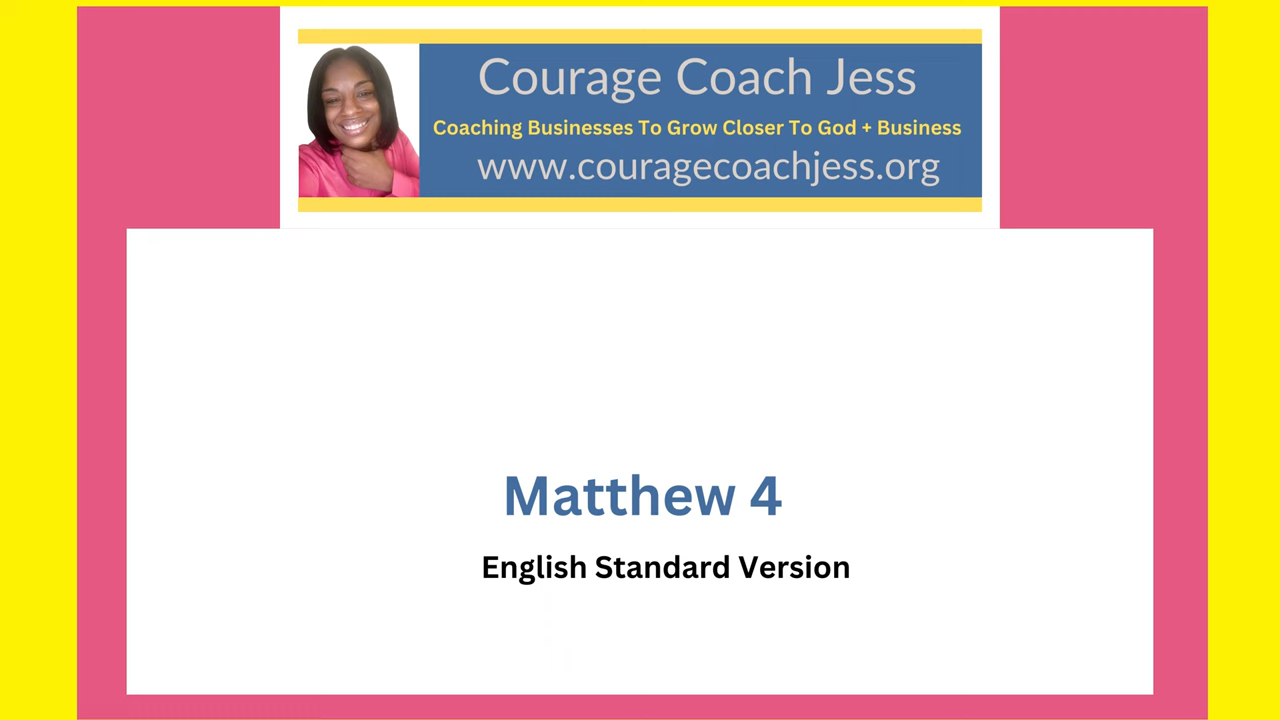 Courage Coach Jess
Coaching Businesses To Grow Closer To God + Business
www.couragecoachjess.org
Matthew 4
English Standard Version